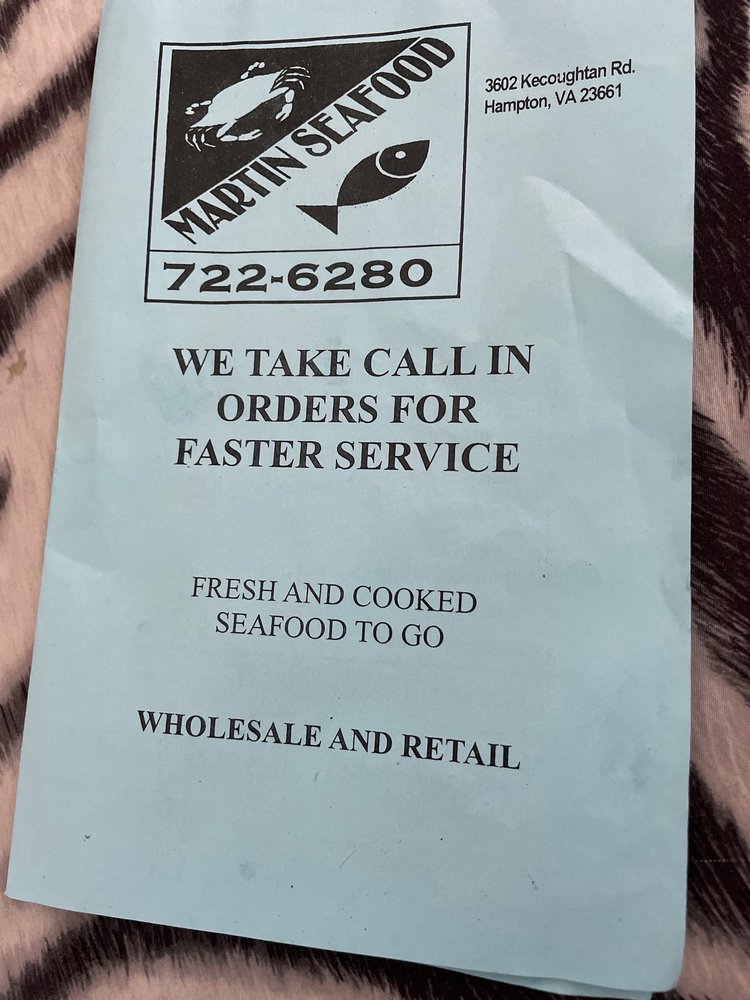 MARTIN SEAFOOD
722-6280
3602 Kecoughtan Rd.
Hampton, VA 23661
WE TAKE CALL IN
ORDERS FOR
FASTER SERVICE
FRESH AND COOKED
SEAFOOD TO GO
WHOLESALE AND RETAIL